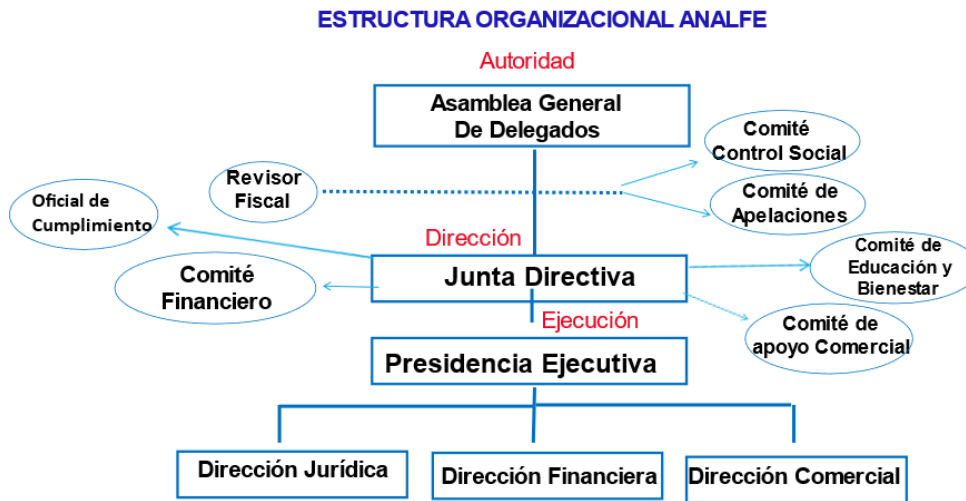 ESTRUCTURA ORGANIZACIONAL ANALFE
Autoridad
Asamblea General
De Delegados
Comité
Control Social
Revisor
Fiscal
Comité de
Apelaciones
Oficial de
Cumplimiento
Dirección
Junta Directiva
Comité de
Educación y
Bienestar
Comité
Financiero
Ejecución
Comité de
apoyo Comercial
Presidencia Ejecutiva
Dirección Jurídica
Dirección Financiera
Dirección Comercial